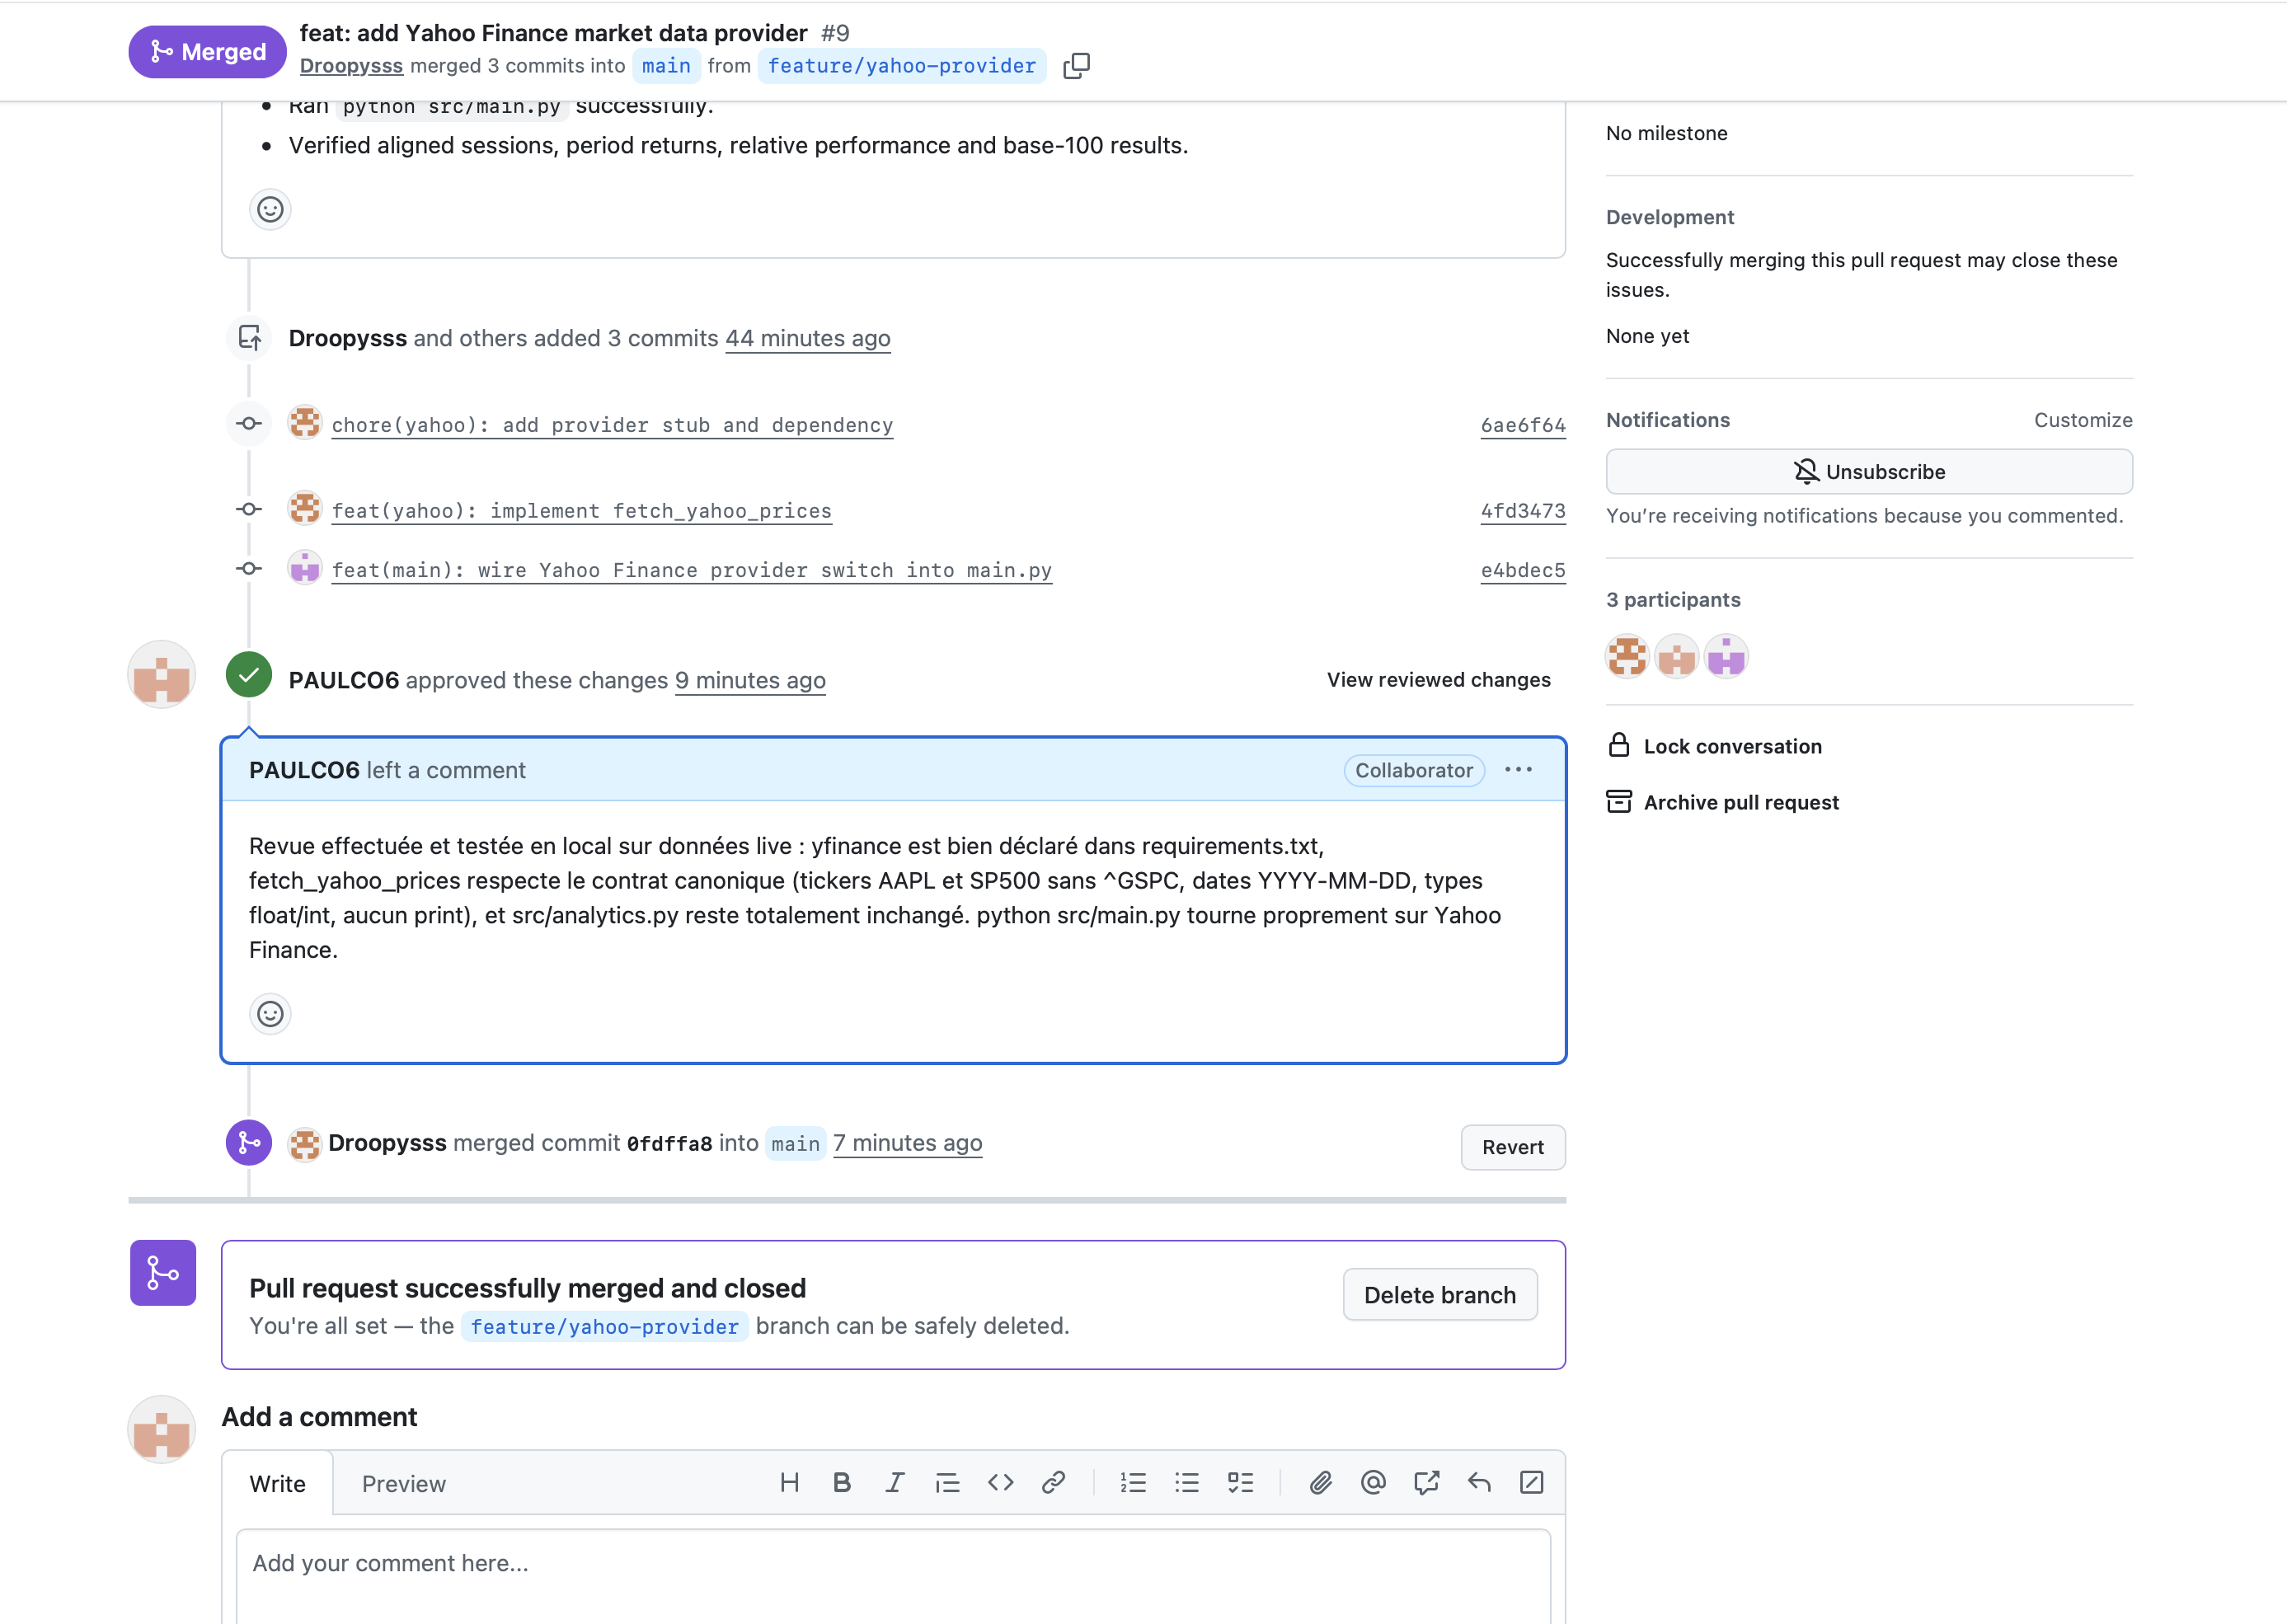 Merged
feat: add Yahoo Finance market data provider #9
Droopysss merged 3 commits into main from feature/yahoo-provider
Ran python src/main.py successfully.
Verified aligned sessions, period returns, relative performance and base-100 results.
Droopysss and others added 3 commits 44 minutes ago
chore(yahoo): add provider stub and dependency 6ae6f64
feat(yahoo): implement fetch_yahoo_prices 4fd3473
feat(main): wire Yahoo Finance provider switch into main.py e4bdec5
PAULCO6 approved these changes 9 minutes ago
View reviewed changes
PAULCO6 left a comment
Collaborator
Revue effectuée et testée en local sur données live : yfinance est bien déclaré dans requirements.txt,
fetch_yahoo_prices respecte le contrat canonique (tickers AAPL et SP500 sans ^GSPC, dates YYYY-MM-DD, types
float/int, aucun print), et src/analytics.py reste totalement inchangé. python src/main.py tourne proprement sur Yahoo
Finance.
Droopysss merged commit 0fdffa8 into main 7 minutes ago
Revert
Pull request successfully merged and closed
You're all set — the feature/yahoo-provider branch can be safely deleted.
Delete branch
Add a comment
Write
Preview
Add your comment here...
No milestone
Development
Successfully merging this pull request may close these
issues.
None yet
Notifications
Customize
Unsubscribe
You’re receiving notifications because you commented.
3 participants
Lock conversation
Archive pull request